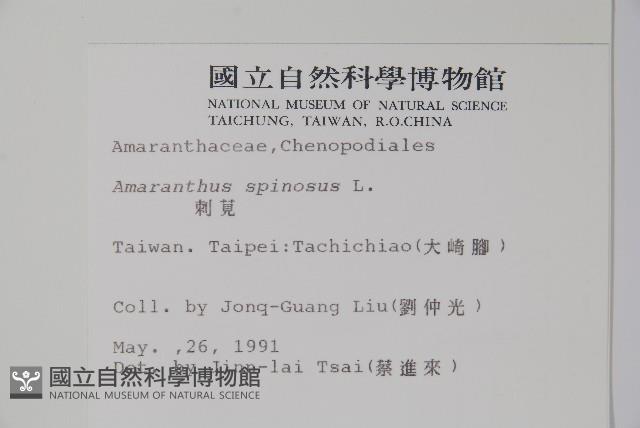 國立自然科學博物館
NATIONAL MUSEUM OF NATURAL SCIENCE
TAICHUNG, TAIWAN, R.O.CHINA
Amaranthaceae,Chenopodiales
Amaranthus spinosus L.
刺莧
Taiwan. Taipei:Tachichiao(大崎腳)
Coll. by Jonq-Guang Liu(劉仲光)
May. ,26, 1991
Det. by Jinn-lai Tsai(蔡進來)
國立自然科學博物館
NATIONAL MUSEUM OF NATURAL SCIENCE